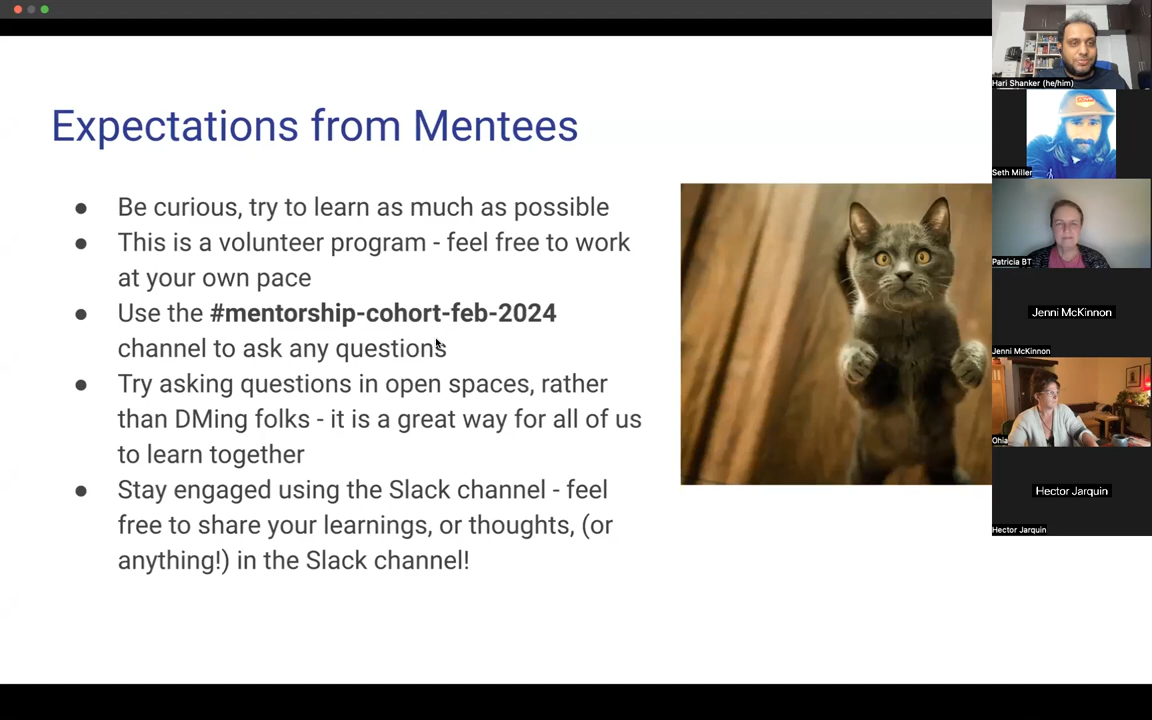 Expectations from Mentees
● Be curious, try to learn as much as possible
● This is a volunteer program - feel free to work
at your own pace
● Use the #mentorship-cohort-feb-2024
channel to ask any questions
● Try asking questions in open spaces, rather
than DMing folks - it is a great way for all of us
to learn together
● Stay engaged using the Slack channel - feel
free to share your learnings, or thoughts, (or
anything!) in the Slack channel!
Hari Shanker (he/him)
Seth Miller
Patricia BT
Jenni McKinnon
Jenni McKinnon
Ohia
Hector Jarquin
Hector Jarquin